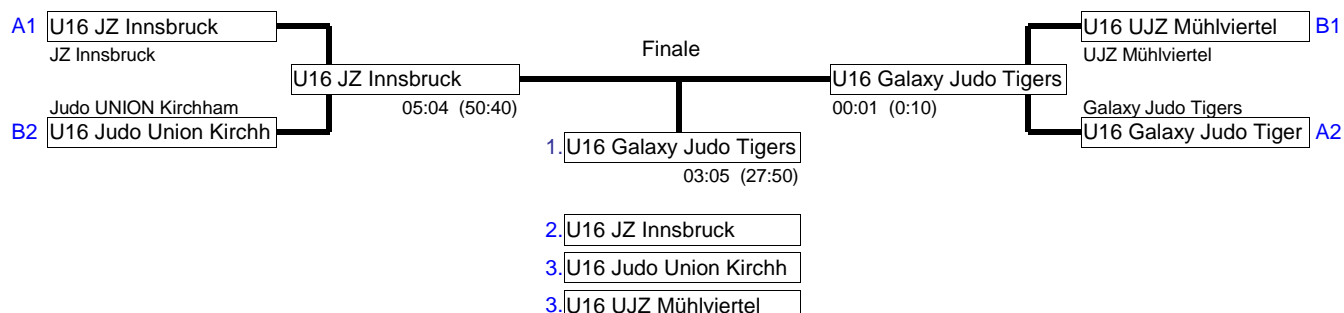 A1 U16 JZ Innsbruck
JZ Innsbruck
U16 UJZ Mühlviertel B1
UJZ Mühlviertel
Finale
U16 JZ Innsbruck
05:04 (50:40)
U16 Galaxy Judo Tigers
00:01 (0:10)
Judo UNION Kirchham
B2 U16 Judo Union Kirchh
Galaxy Judo Tigers
U16 Galaxy Judo Tiger A2
1. U16 Galaxy Judo Tigers
03:05 (27:50)
2. U16 JZ Innsbruck
3. U16 Judo Union Kirchh
3. U16 UJZ Mühlviertel